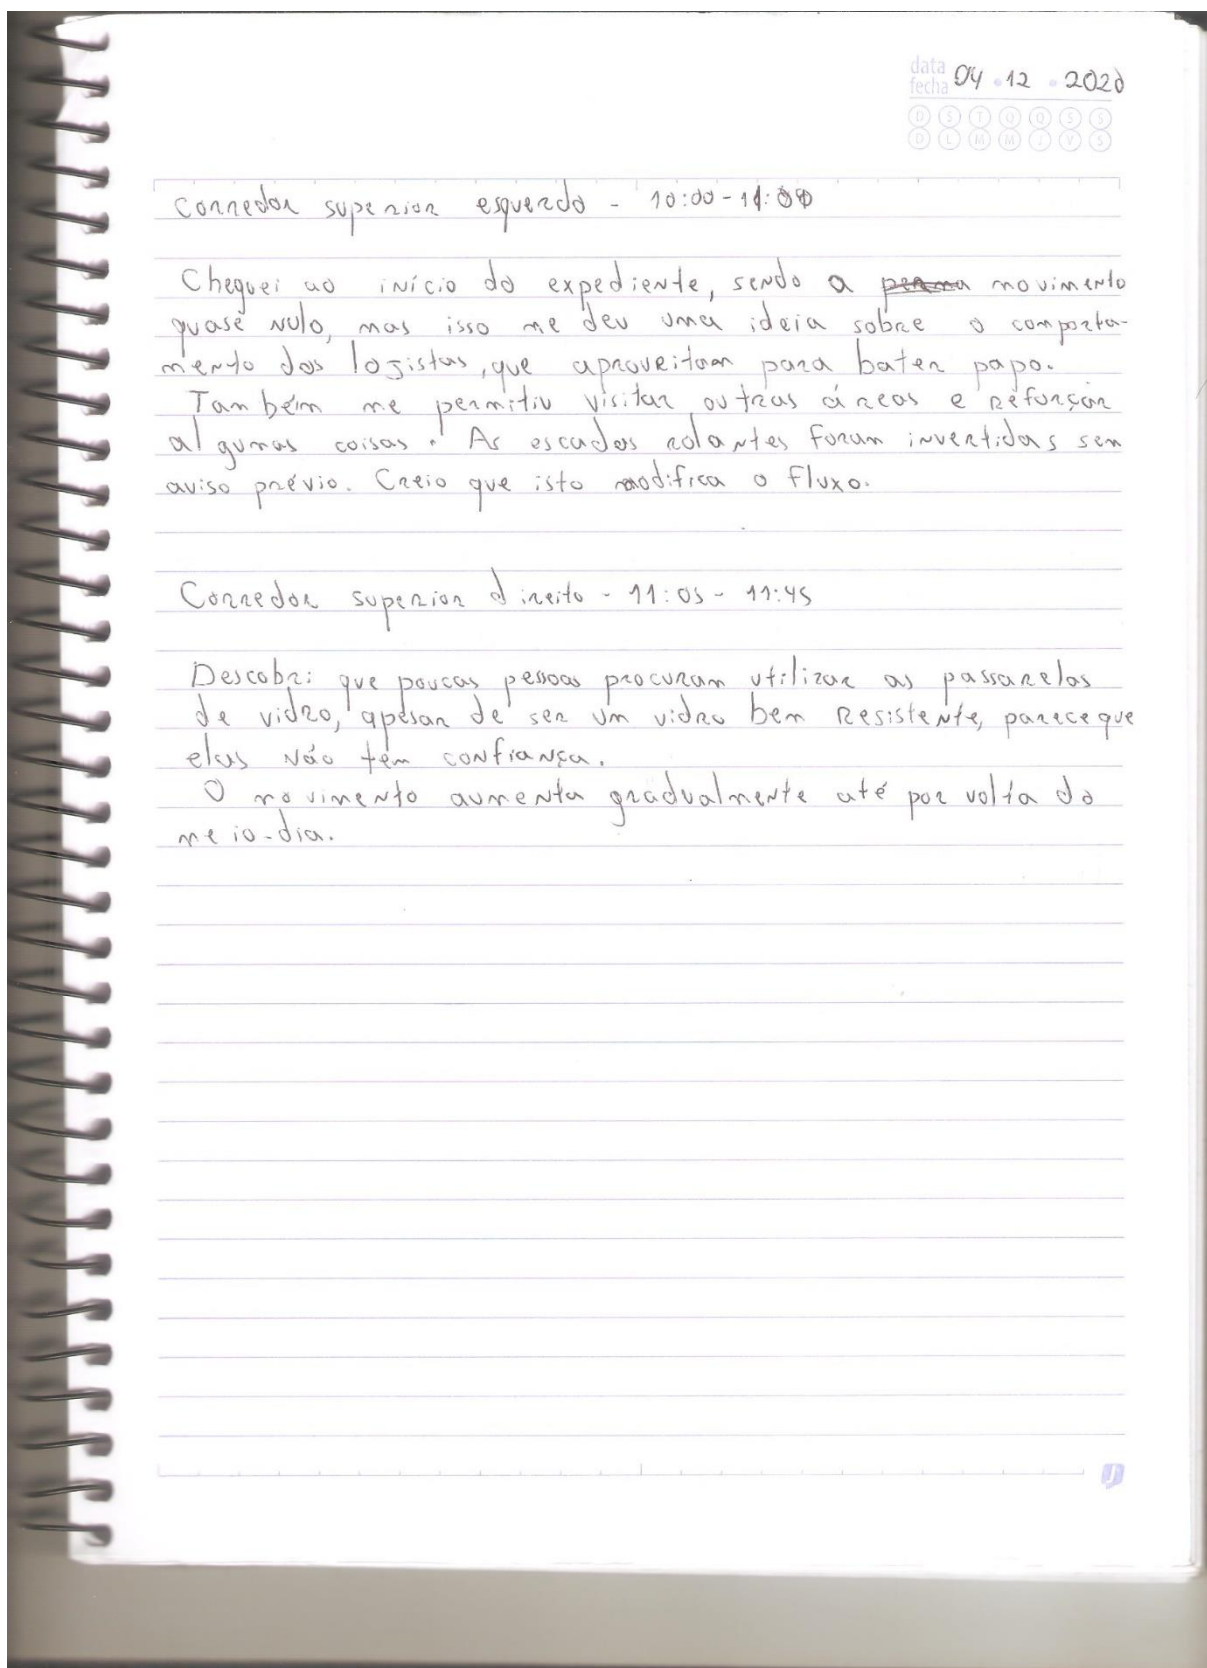 data 04 . 12 . 2020
fecha
D S T Q Q S S
D L M M J V S
Corredor superior esquerdo - 10:00 - 11:00
Cheguei ao início do expediente, sendo a movimento
quase nulo, mas isso me deu uma ideia sobre o comporta-
mento dos logistas, que aproveitam para bater papo.
Também me permitiu visitar outras áreas e reforçar
algumas coisas. As escadas rolantes foram invertidas sem
aviso prévio. Creio que isto modifica o fluxo.
Corredor superior direito - 11:05 - 11:45
Descobri que poucas pessoas procuram utilizar as passarelas
de vidro, apesar de ser um vidro bem resistente, parece que
elas não têm confiança.
O movimento aumenta gradualmente até por volta do
meio-dia.